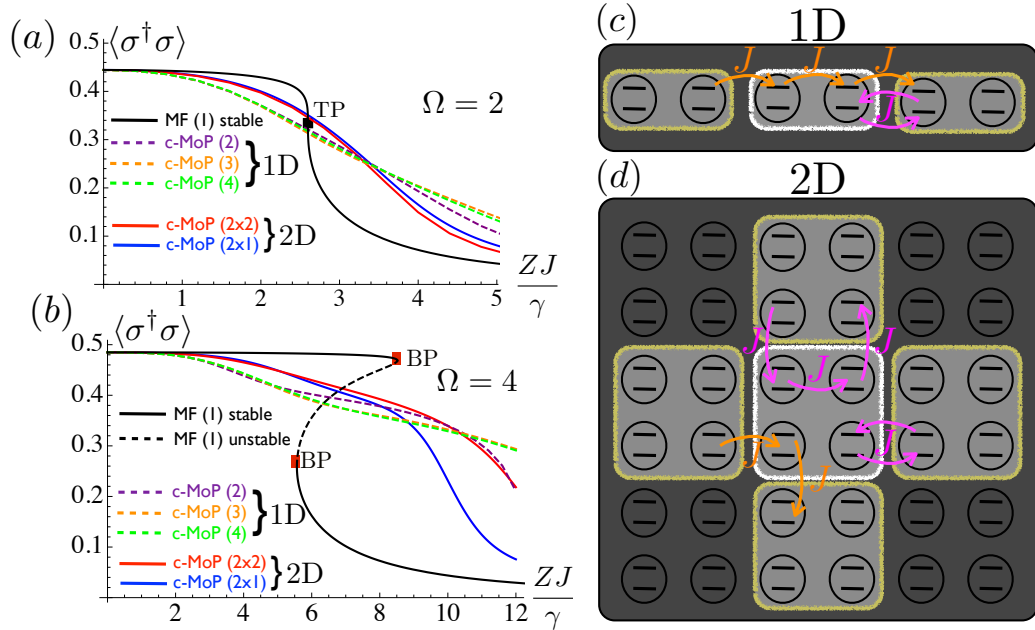 (a)
⟨σ†σ⟩
0.5
0.4
0.3
0.2
0.1
TP
Ω = 2
MF (1) stable
c-MoP (2)
c-MoP (3)
c-MoP (4)
} 1D
c-MoP (2x2)
c-MoP (2x1)
} 2D
1 2 3 4 5
ZJ
γ
(b)
⟨σ†σ⟩
0.5
0.4
0.3
0.2
0.1
BP
BP
Ω = 4
MF (1) stable
MF (1) unstable
c-MoP (2)
c-MoP (3)
c-MoP (4)
} 1D
c-MoP (2x2)
c-MoP (2x1)
} 2D
2 4 6 8 10 12
ZJ
γ
(c)
1D
J J J
J
(d)
2D
J J
J
J J
J